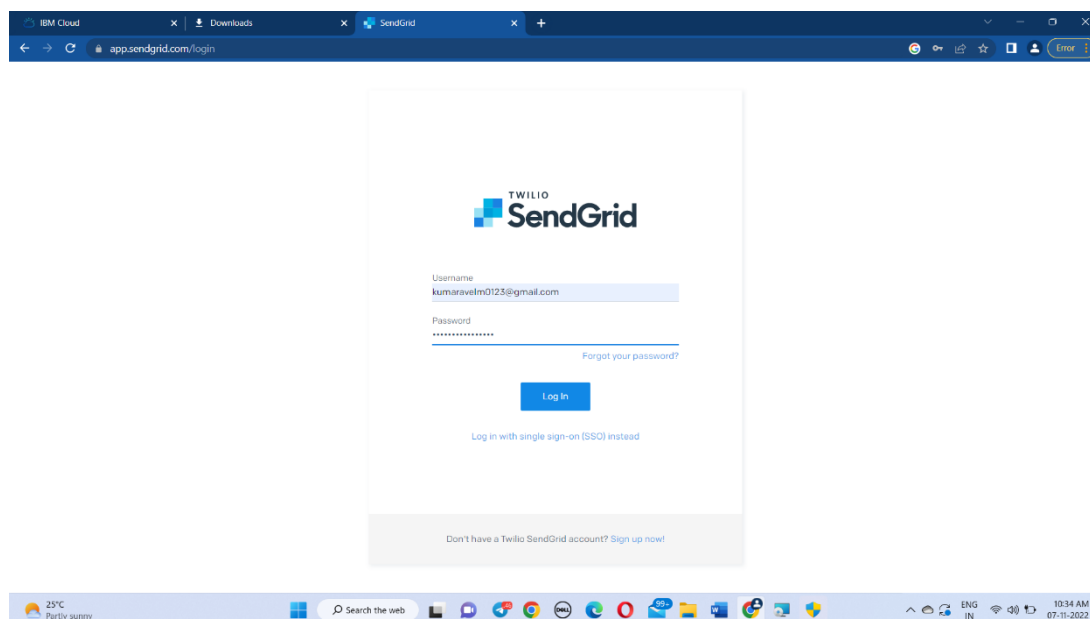 IBM Cloud
Downloads
SendGrid
app.sendgrid.com/login
Error
TWILIO
SendGrid
Username
kumaravelm0123@gmail.com
Password
Forgot your password?
Log In
Log in with single sign-on (SSO) instead
Don't have a Twilio SendGrid account? Sign up now!
25°C
Partly sunny
Search the web
DELL
99+
ENG
IN
10:34 AM
07-11-2022